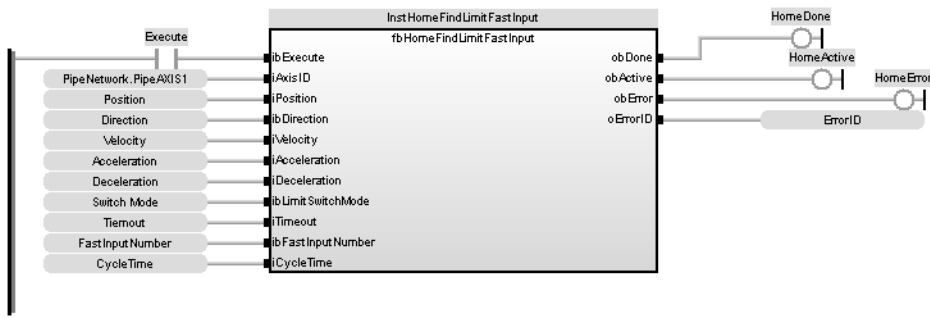 InstHomeFindLimitFastInput
fbHomeFindLimitFastInput
Execute
ibExecute
obDone
HomeDone
PipeNetwork.PipeAXIS1
iAxisID
obActive
HomeActive
Position
iPosition
obError
HomeError
Direction
ibDirection
oErrorID
ErrorID
Velocity
iVelocity
Acceleration
iAcceleration
Deceleration
iDeceleration
Switch Mode
ibLimitSwitchMode
Tiemout
iTimeout
FastInputNumber
ibFastInputNumber
CycleTime
iCycleTime